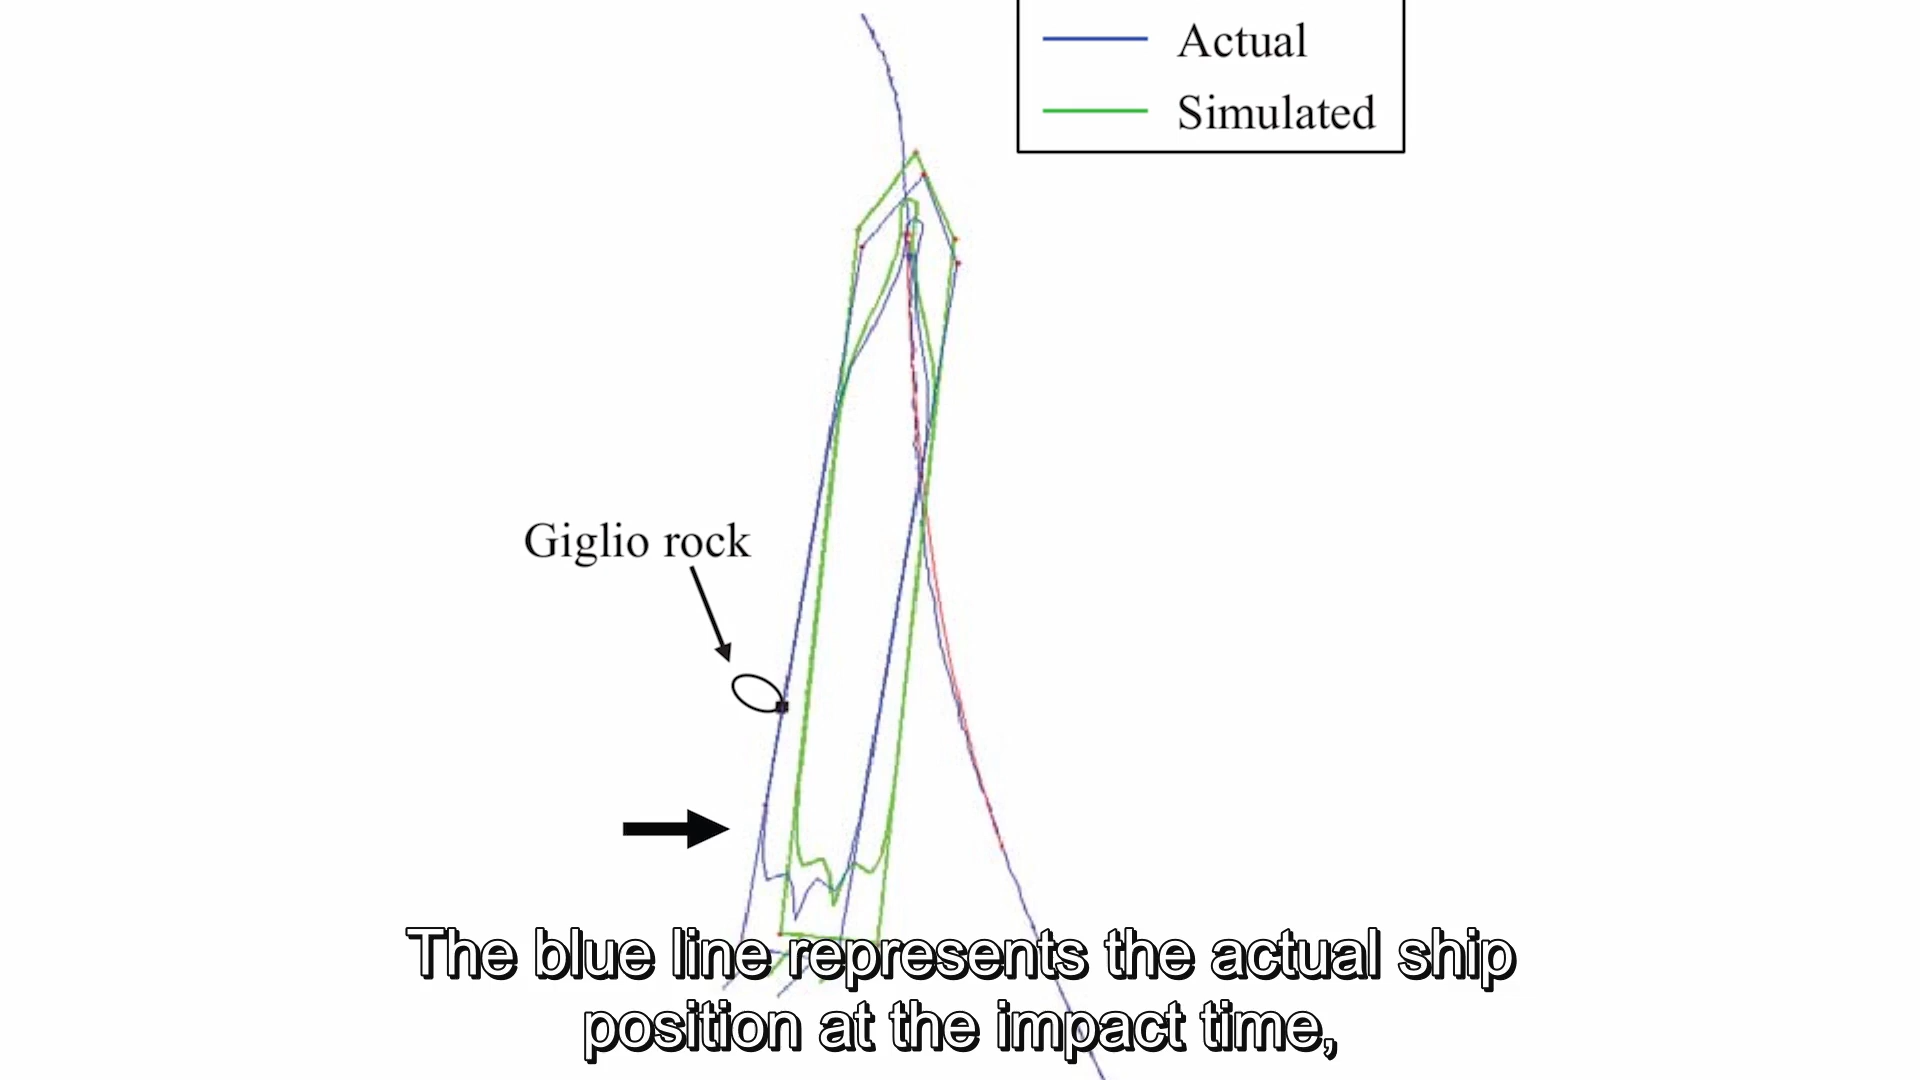 Actual
Simulated
Giglio rock
The blue line represents the actual ship
position at the impact time,